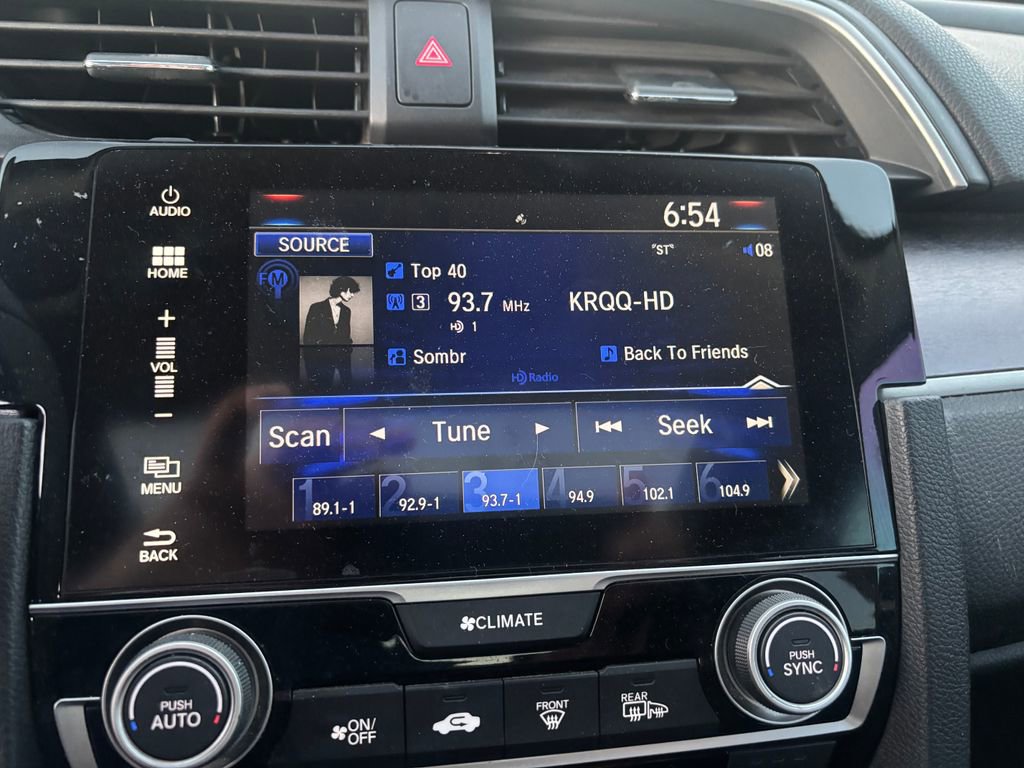 AUDIO
HOME
+
VOL
-
MENU
BACK
6:54
SOURCE
"ST"
08
FM
Top 40
3 93.7 MHz KRQQ-HD
HD 1
Sombr
Back To Friends
HD Radio
Scan
Tune
Seek
1 89.1-1
2 92.9-1
3 93.7-1
4 94.9
5 102.1
6 104.9
CLIMATE
PUSH
AUTO
ON/
OFF
FRONT
REAR
PUSH
SYNC